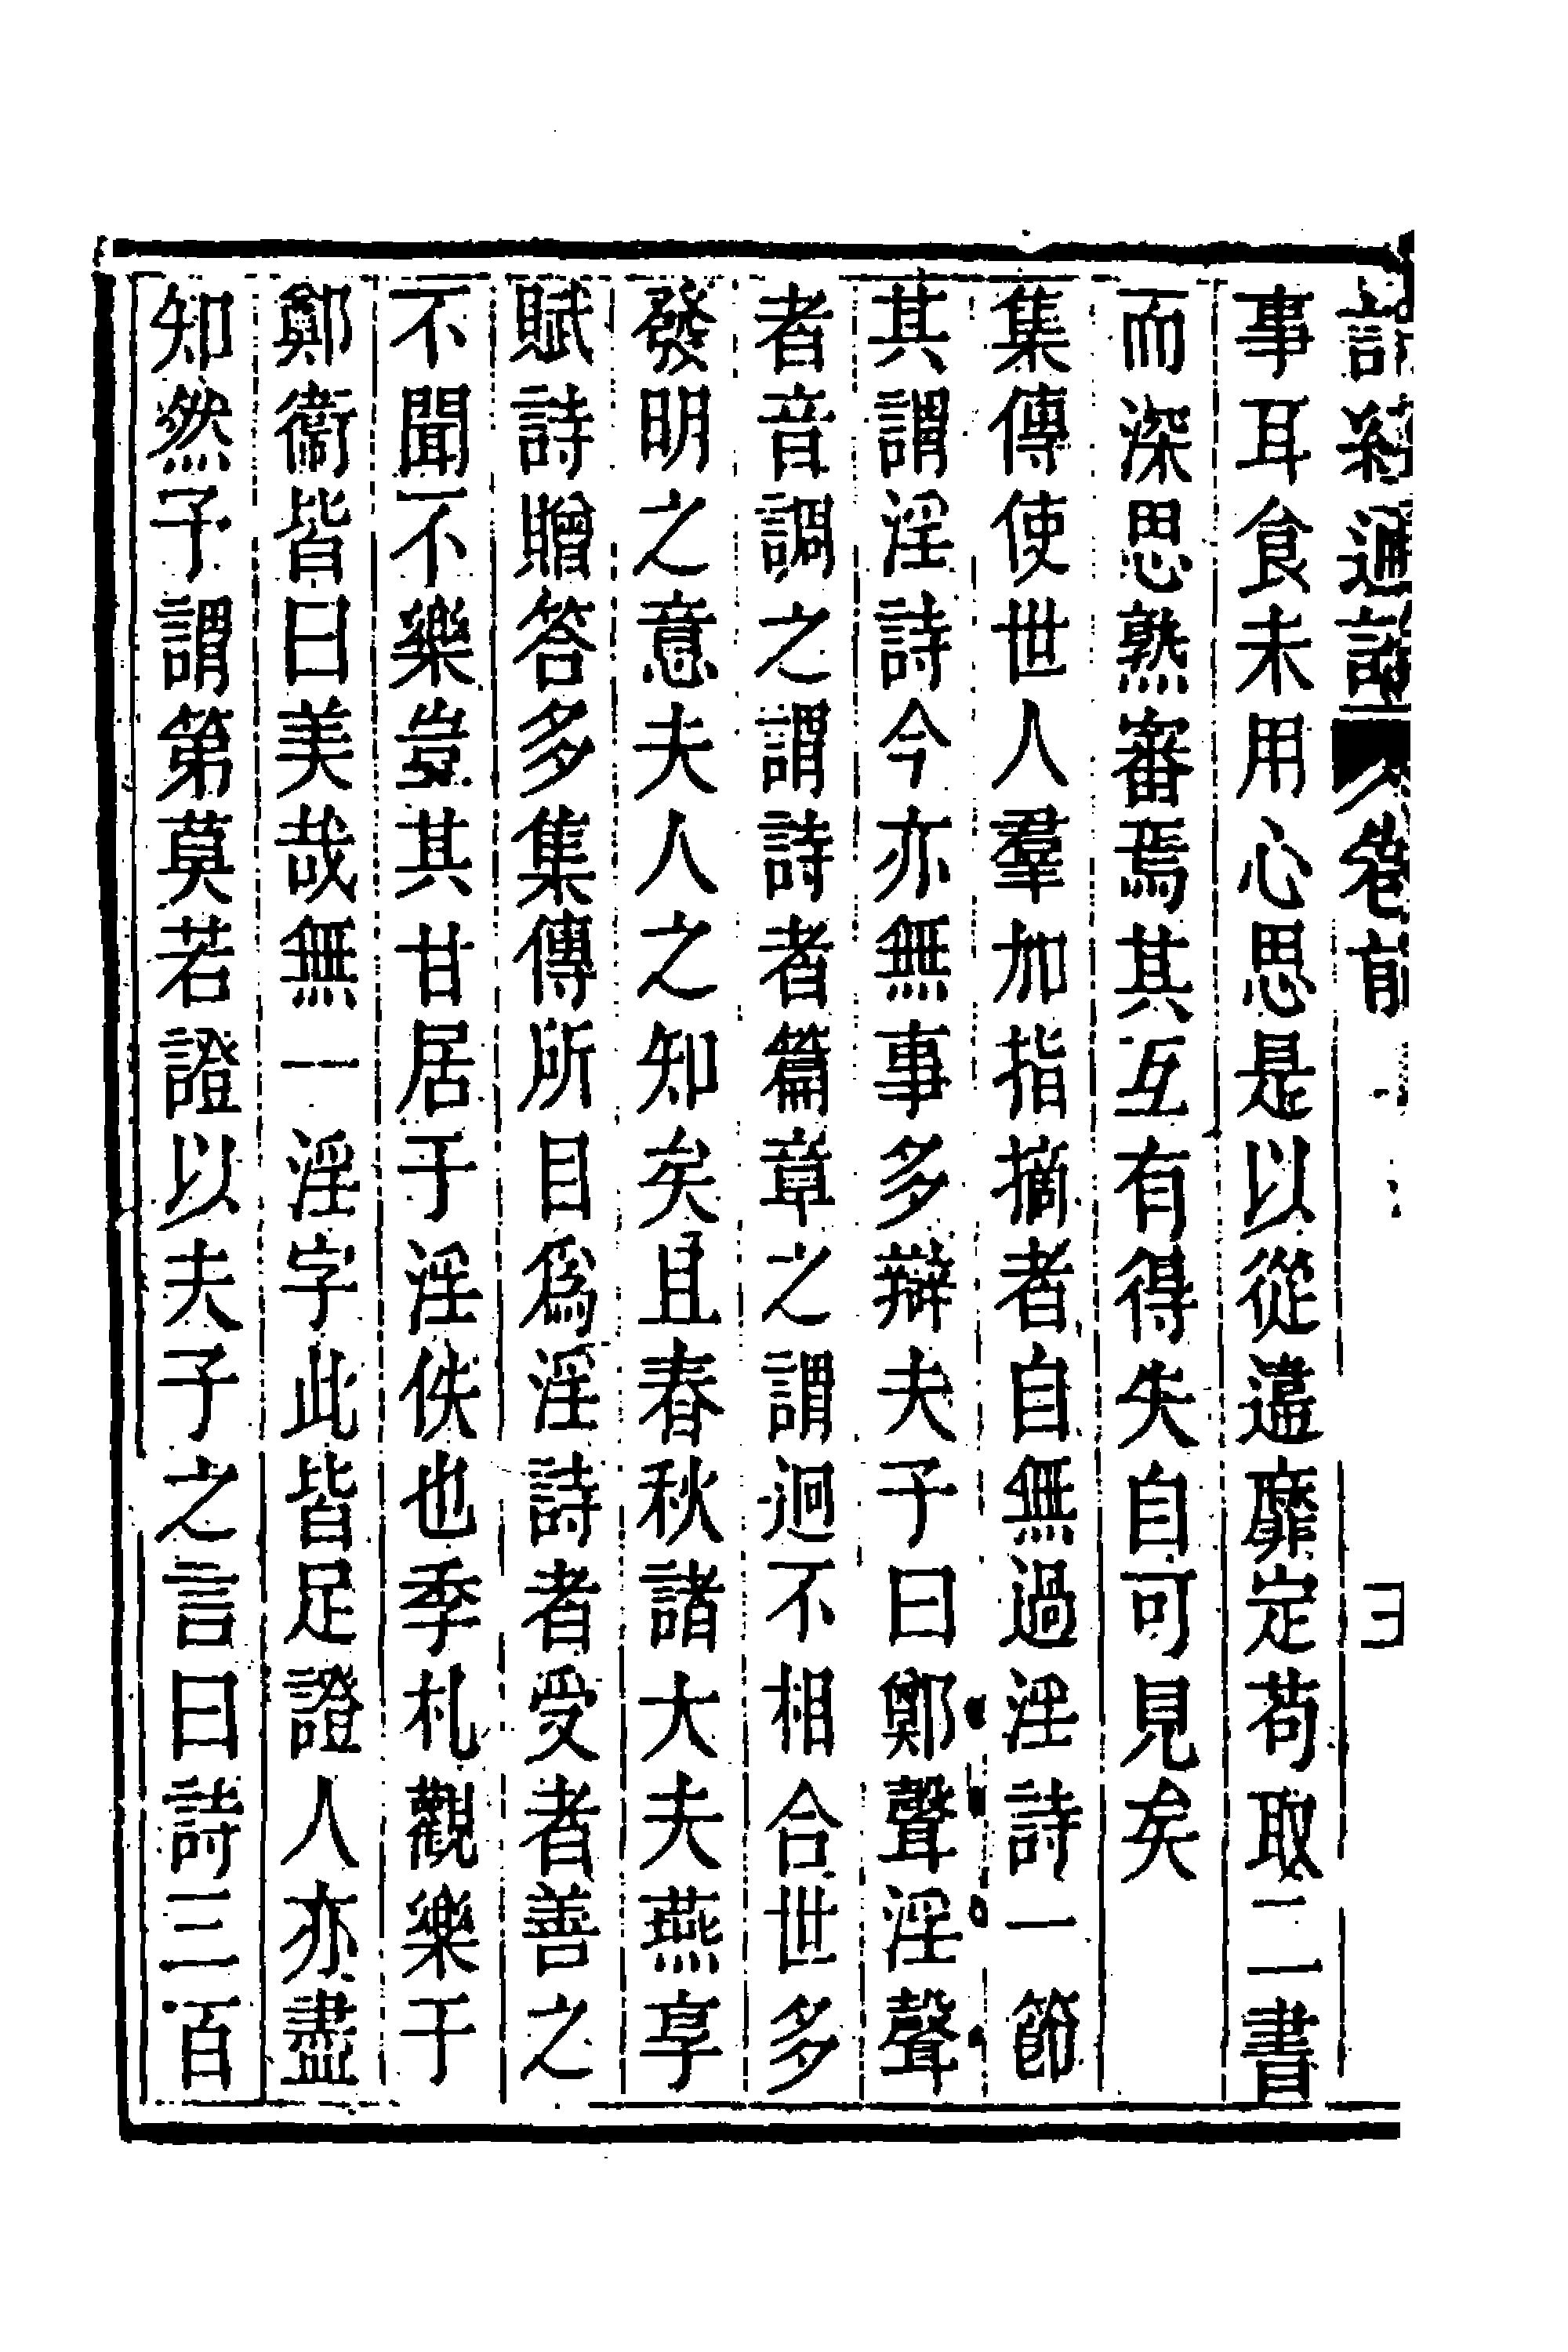 詩經通論 卷前 王
事耳食未用心思是以從違靡定苟取二書
而深思熟審焉其互有得失自可見矣
集傳使世人羣加指摘者自無過淫詩一節
其謂淫詩今亦無事多辯夫子曰鄭聲淫聲
者音調之謂詩者篇章之謂迥不相合世多
發明之意夫人之知矣且春秋諸大夫燕享
賦詩贈答多集傳所目爲淫詩者受者善之
不聞不樂豈其甘居于淫佚也季札觀樂于
鄭衞皆曰美哉無一淫字此皆足證人亦盡
知然予謂第莫若證以夫子之言曰詩三百